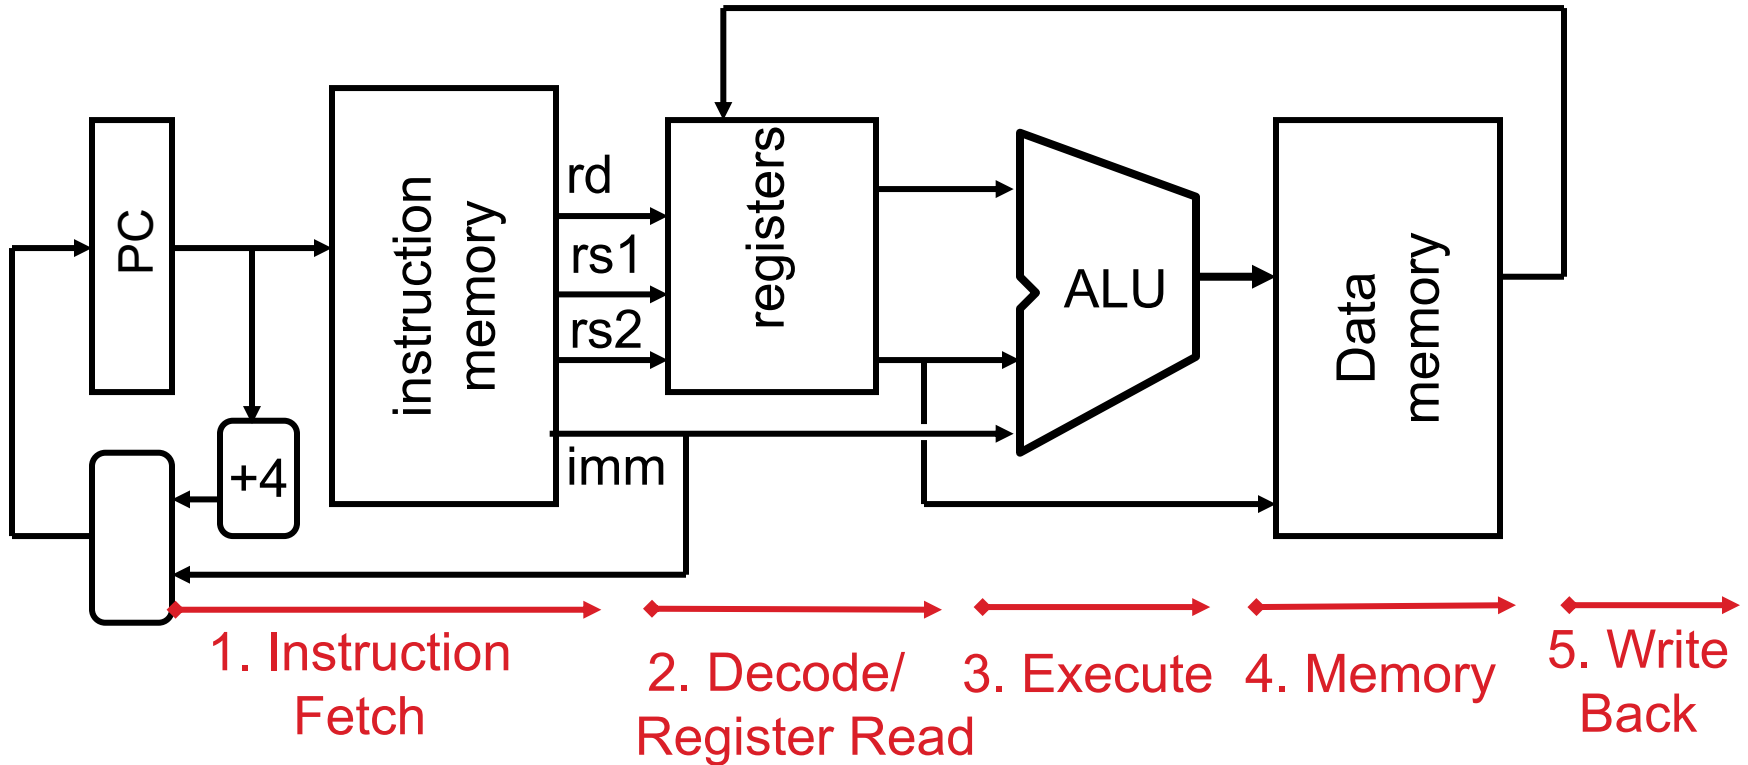 PC
+4
instruction
memory
rd
rs1
rs2
imm
registers
ALU
Data
memory
1. Instruction
Fetch
2. Decode/
Register Read
3. Execute
4. Memory
5. Write
Back